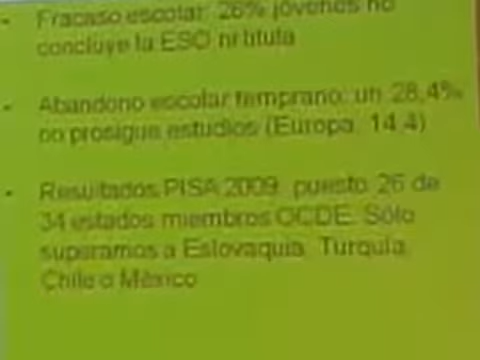 - Fracaso escolar: 26% jóvenes no
concluye la ESO ni titula
- Abandono escolar temprano: un 28,4%
no prosigue estudios (Europa: 14,4)
- Resultados PISA 2009: puesto 26 de
34 estados miembros OCDE. Sólo
superamos a Eslovaquia, Turquía,
Chile o México